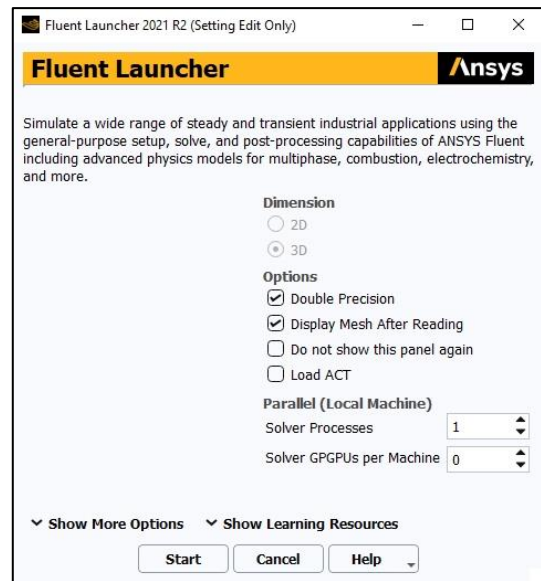 Fluent Launcher 2021 R2 (Setting Edit Only)
Fluent Launcher
Ansys
Simulate a wide range of steady and transient industrial applications using the
general-purpose setup, solve, and post-processing capabilities of ANSYS Fluent
including advanced physics models for multiphase, combustion, electrochemistry,
and more.
Dimension
2D
3D
Options
Double Precision
Display Mesh After Reading
Do not show this panel again
Load ACT
Parallel (Local Machine)
Solver Processes 1
Solver GPGPUs per Machine 0
Show More Options Show Learning Resources
Start Cancel Help